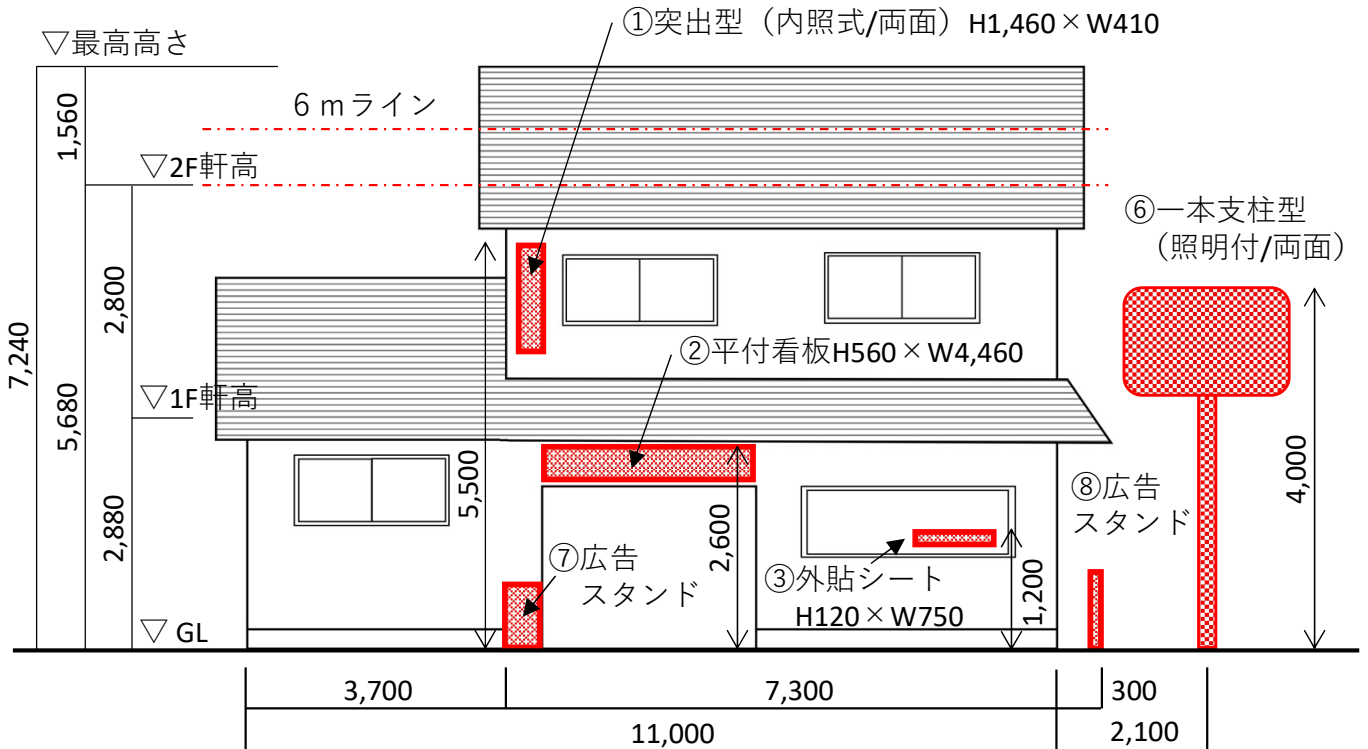 ①突出型（内照式/両面）H1,460×W410
▽最高高さ
６ｍライン
1,560
▽2F軒高
⑥一本支柱型
（照明付/両面）
2,800
7,240
②平付看板H560×W4,460
▽1F軒高
5,680
5,500
4,000
⑧広告
スタンド
2,880
2,600
⑦広告
スタンド
③外貼シート
H120×W750
1,200
▽ GL
3,700
7,300
300
11,000
2,100